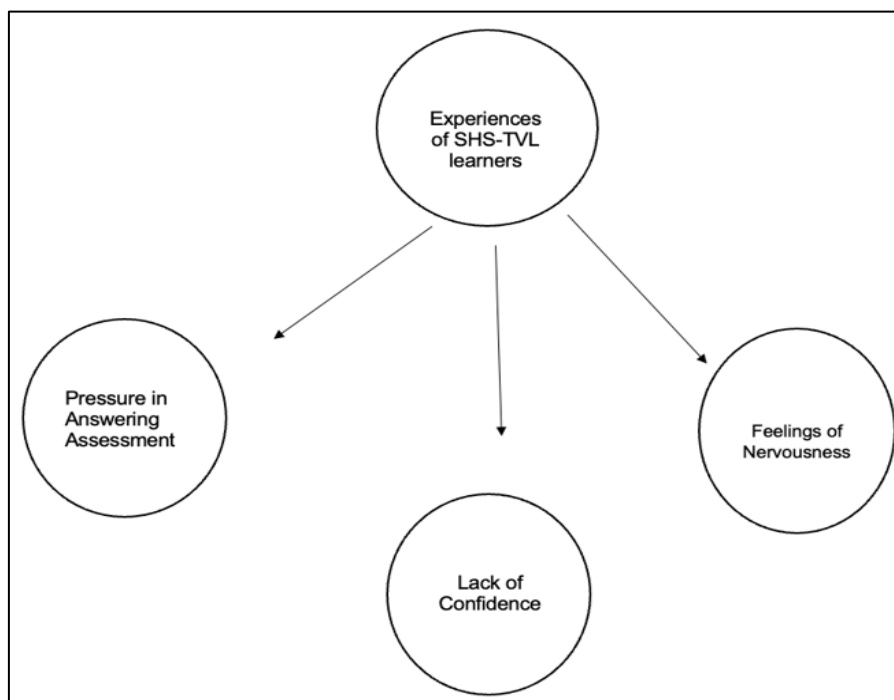 Experiences
of SHS-TVL
learners
Pressure in
Answering
Assessment
Feelings of
Nervousness
Lack of
Confidence